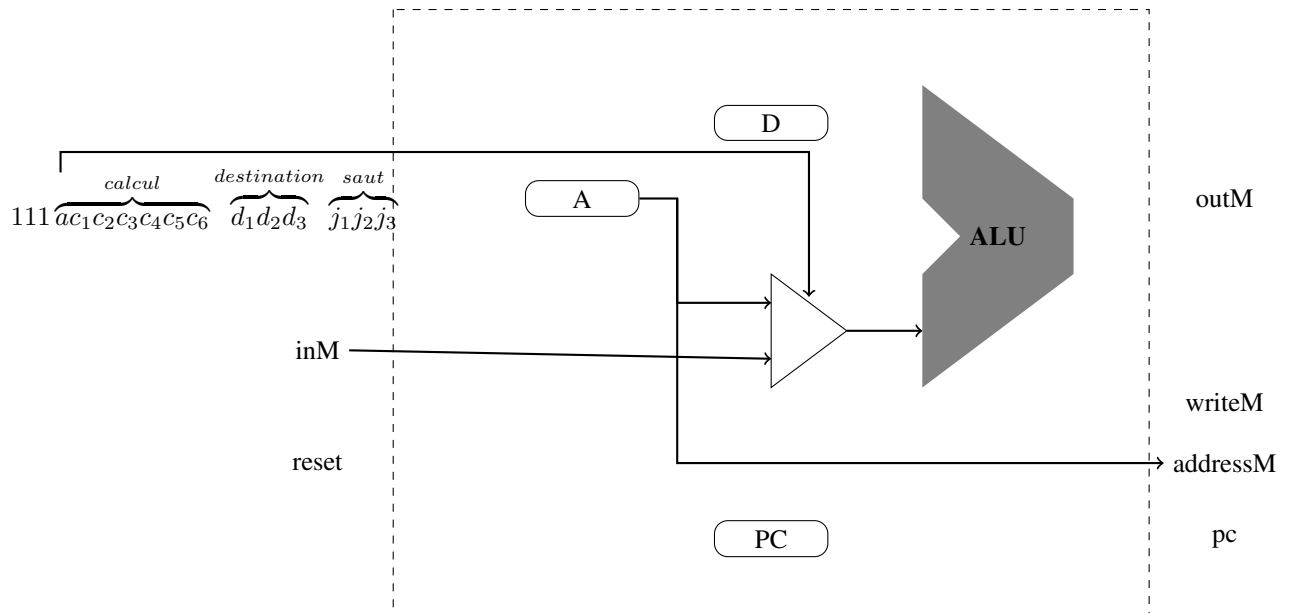 D
calcul destination saut
A
111 ac₁c₂c₃c₄c₅c₆ d₁d₂d₃ j₁j₂j₃
outM
ALU
inM
writeM
reset
addressM
PC
pc